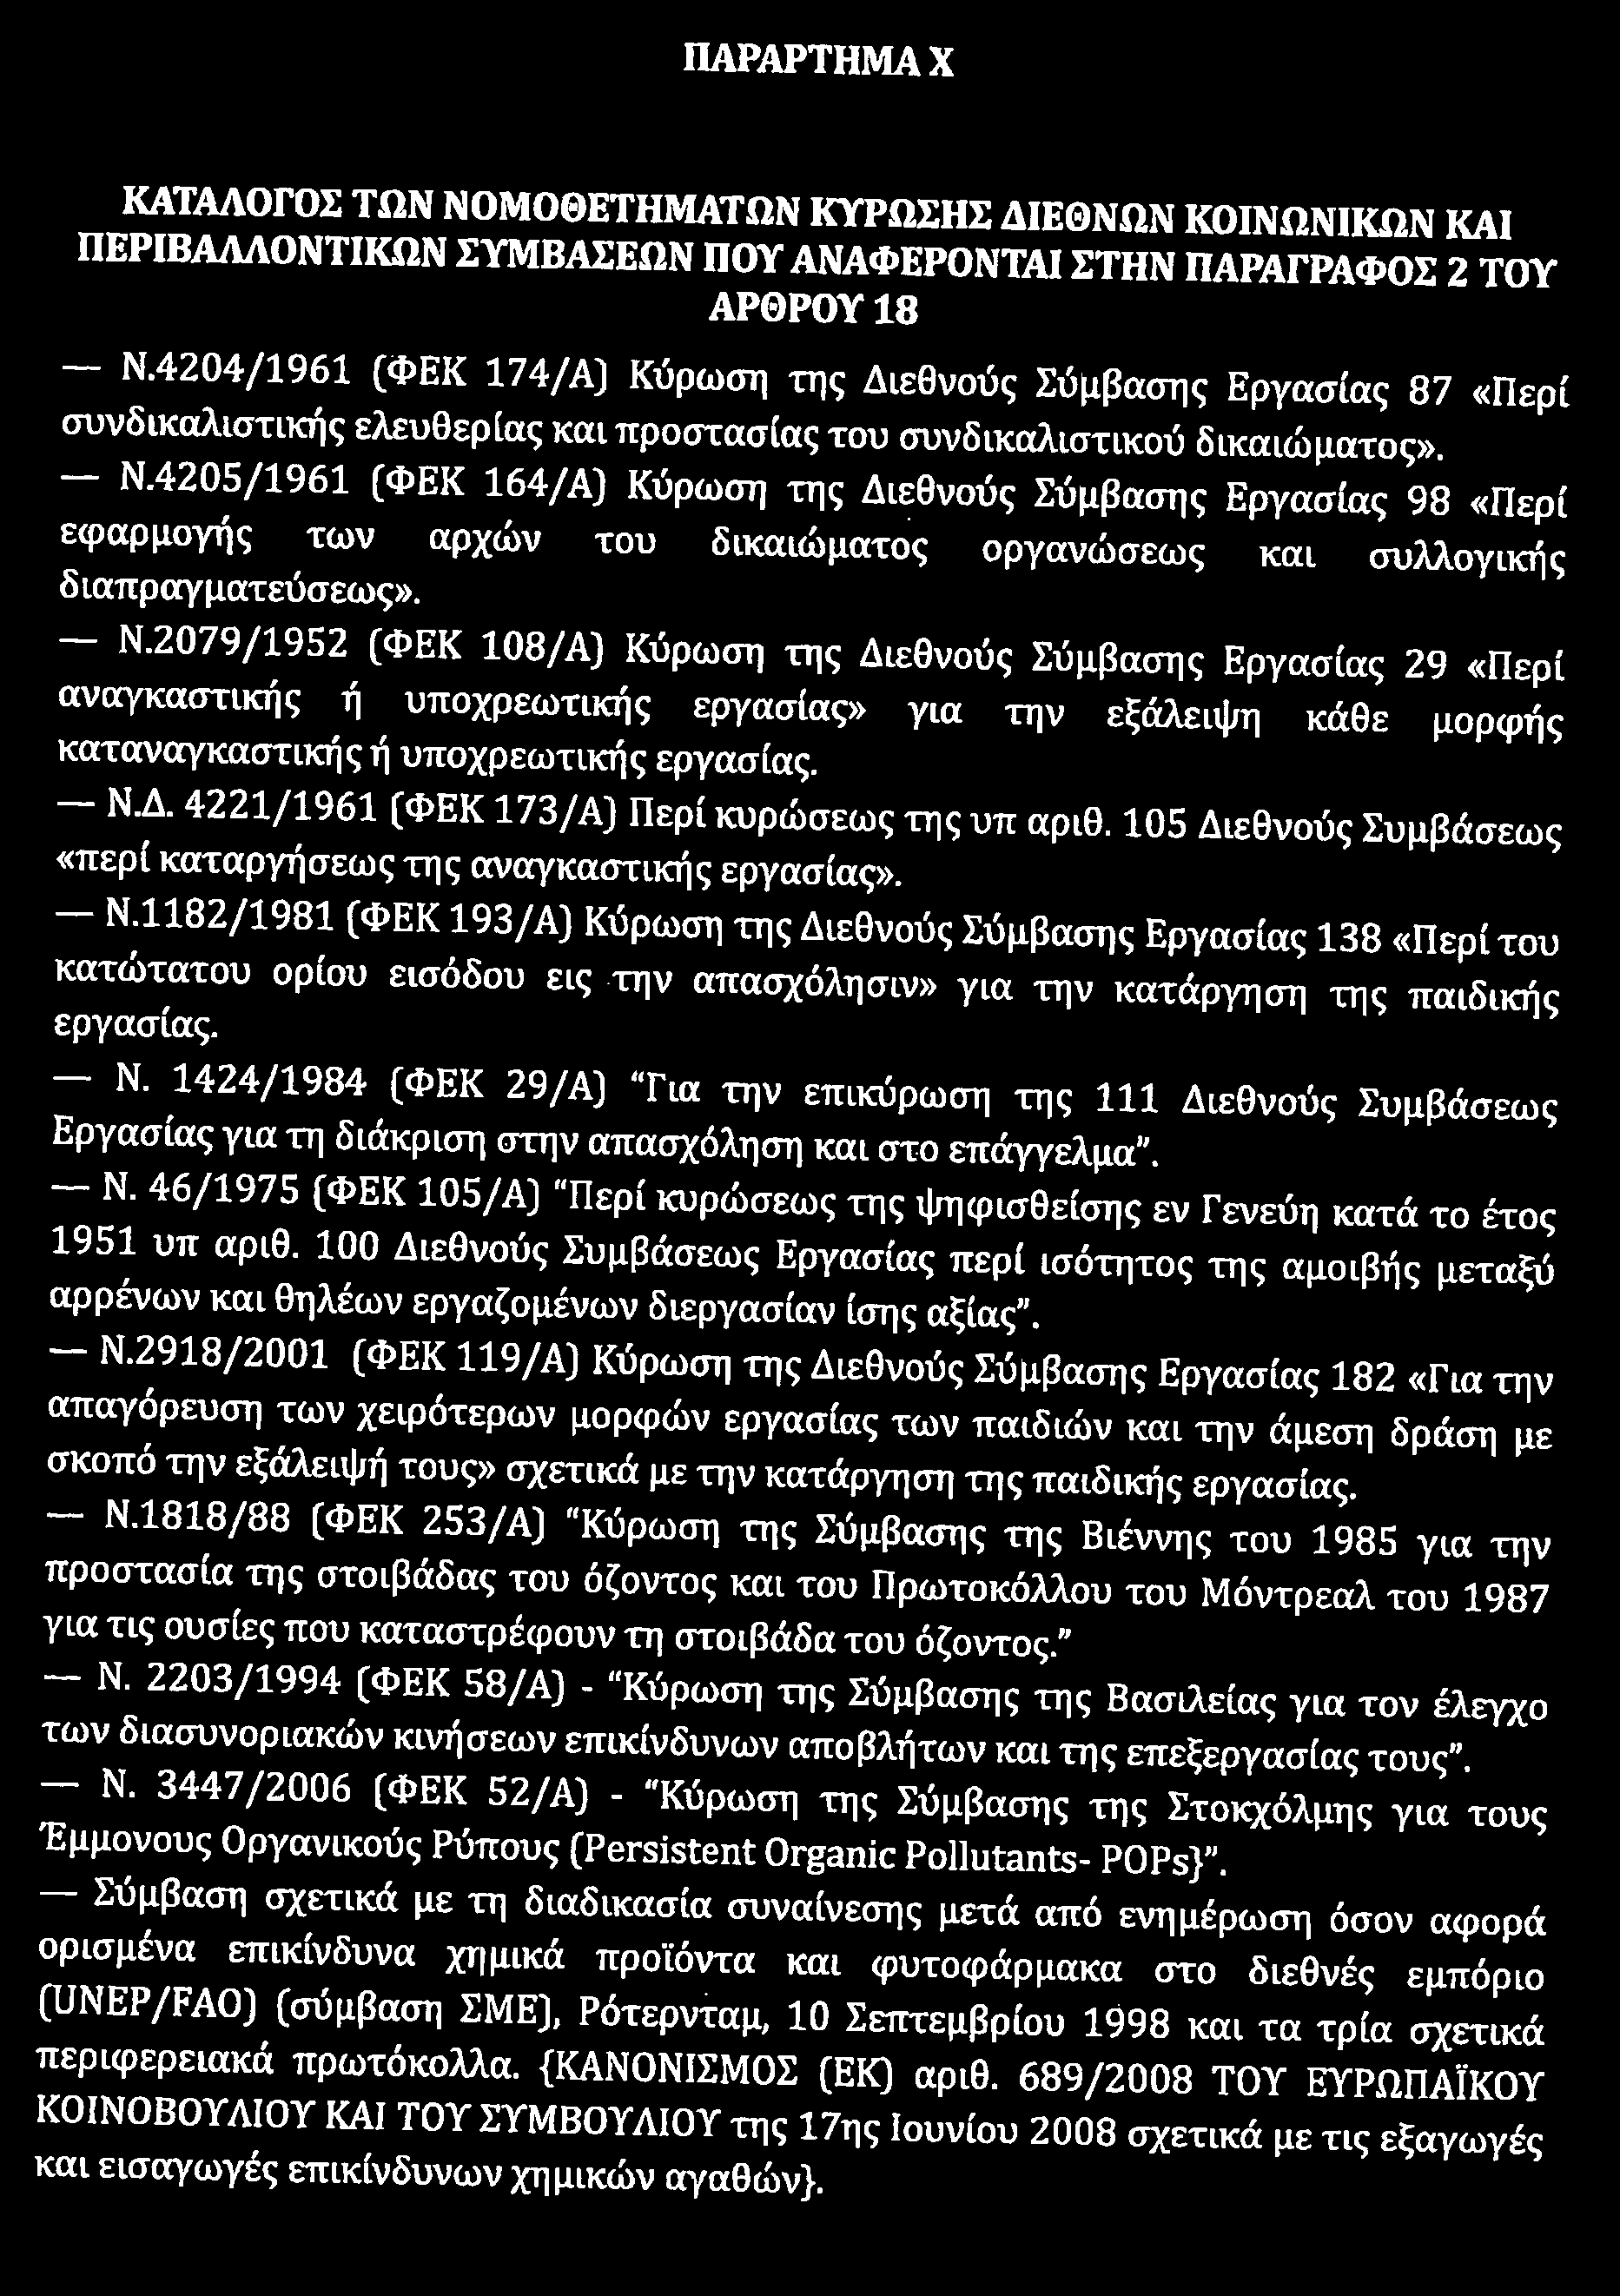 ΠΑΡΑΡΤΗΜΑ Χ
ΚΑΤΑΛΟΓΟΣ ΤΩΝ ΝΟΜΟΘΕΤΗΜΑΤΩΝ ΚΥΡΩΣΗΣ ΔΙΕΘΝΩΝ ΚΟΙΝΩΝΙΚΩΝ ΚΑΙ
ΠΕΡΙΒΑΛΛΟΝΤΙΚΩΝ ΣΥΜΒΑΣΕΩΝ ΠΟΥ ΑΝΑΦΕΡΟΝΤΑΙ ΣΤΗΝ ΠΑΡΑΓΡΑΦΟΣ 2 ΤΟΥ
ΑΡΘΡΟΥ 18
— Ν.4204/1961 (ΦΕΚ 174/Α) Κύρωση της Διεθνούς Σύμβασης Εργασίας 87 «Περί
συνδικαλιστικής ελευθερίας και προστασίας του συνδικαλιστικού δικαιώματος».
— Ν.4205/1961 (ΦΕΚ 164/Α) Κύρωση της Διεθνούς Σύμβασης Εργασίας 98 «Περί
εφαρμογής των αρχών του δικαιώματος οργανώσεως και συλλογικής
διαπραγματεύσεως».
— Ν.2079/1952 (ΦΕΚ 108/Α) Κύρωση της Διεθνούς Σύμβασης Εργασίας 29 «Περί
αναγκαστικής ή υποχρεωτικής εργασίας» για την εξάλειψη κάθε μορφής
καταναγκαστικής ή υποχρεωτικής εργασίας.
— Ν.Δ. 4221/1961 (ΦΕΚ 173/Α) Περί κυρώσεως της υπ αριθ. 105 Διεθνούς Συμβάσεως
«περί καταργήσεως της αναγκαστικής εργασίας».
— Ν.1182/1981 (ΦΕΚ 193/Α) Κύρωση της Διεθνούς Σύμβασης Εργασίας 138 «Περί του
κατώτατου ορίου εισόδου εις την απασχόλησιν» για την κατάργηση της παιδικής
εργασίας.
— Ν. 1424/1984 (ΦΕΚ 29/Α) “Για την επικύρωση της 111 Διεθνούς Συμβάσεως
Εργασίας για τη διάκριση στην απασχόληση και στο επάγγελμα”.
— Ν. 46/1975 (ΦΕΚ 105/Α) "Περί κυρώσεως της ψηφισθείσης εν Γενεύη κατά το έτος
1951 υπ αριθ. 100 Διεθνούς Συμβάσεως Εργασίας περί ισότητος της αμοιβής μεταξύ
αρρένων και θηλέων εργαζομένων διεργασίαν ίσης αξίας”.
— Ν.2918/2001 (ΦΕΚ 119/Α) Κύρωση της Διεθνούς Σύμβασης Εργασίας 182 «Για την
απαγόρευση των χειρότερων μορφών εργασίας των παιδιών και την άμεση δράση με
σκοπό την εξάλειψή τους» σχετικά με την κατάργηση της παιδικής εργασίας.
— Ν.1818/88 (ΦΕΚ 253/Α) "Κύρωση της Σύμβασης της Βιέννης του 1985 για την
προστασία της στοιβάδας του όζοντος και του Πρωτοκόλλου του Μόντρεαλ του 1987
για τις ουσίες που καταστρέφουν τη στοιβάδα του όζοντος.”
— Ν. 2203/1994 (ΦΕΚ 58/Α) - “Κύρωση της Σύμβασης της Βασιλείας για τον έλεγχο
των διασυνοριακών κινήσεων επικίνδυνων αποβλήτων και της επεξεργασίας τους”.
— Ν. 3447/2006 (ΦΕΚ 52/Α) - "Κύρωση της Σύμβασης της Στοκχόλμης για τους
Έμμονους Οργανικούς Ρύπους (Persistent Organic Pollutants- POPs}”.
— Σύμβαση σχετικά με τη διαδικασία συναίνεσης μετά από ενημέρωση όσον αφορά
ορισμένα επικίνδυνα χημικά προϊόντα και φυτοφάρμακα στο διεθνές εμπόριο
(UNEP/FAO) (σύμβαση ΣΜΕ), Ρότερνταμ, 10 Σεπτεμβρίου 1998 και τα τρία σχετικά
περιφερειακά πρωτόκολλα. {ΚΑΝΟΝΙΣΜΟΣ (ΕΚ) αριθ. 689/2008 ΤΟΥ ΕΥΡΩΠΑΪΚΟΥ
ΚΟΙΝΟΒΟΥΛΙΟΥ ΚΑΙ ΤΟΥ ΣΥΜΒΟΥΛΙΟΥ της 17ης Ιουνίου 2008 σχετικά με τις εξαγωγές
και εισαγωγές επικίνδυνων χημικών αγαθών}.